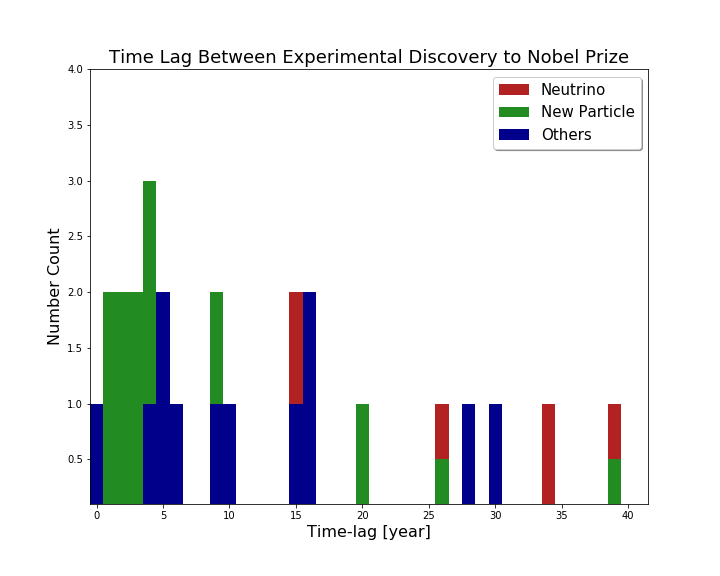 Time Lag Between Experimental Discovery to Nobel Prize
Neutrino
New Particle
Others
Number Count
4.0
3.5
3.0
2.5
2.0
1.5
1.0
0.5
0 5 10 15 20 25 30 35 40
Time-lag [year]